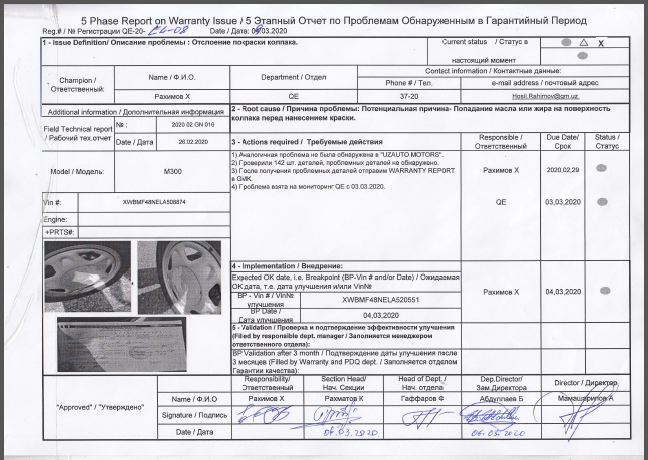 5 Phase Report on Warranty Issue / 5 Этапный Отчет по Проблемам Обнаруженным в Гарантийный Период
Reg.# / № Регистрации QE-20- EL-08 Date / Дата: 03.2020
1 - Issue Definition/ Описание проблемы : Отслоение покраски колпака.
Current status / Статус в настоящий момент
X
Champion / Ответственный:
Name / Ф.И.О.
Department / Отдел
Contact information / Контактные данные:
Phone # / Тел.
e-mail address / почтовый адрес
Рахимов Х
QE
37-20
Hosil.Rahimov@gm.uz
Additional information / Дополнительная информация
Field Technical report / Рабочий тех.отчет
№ :
2020 02 GN 016
Date / Дата
26.02.2020
Model / Модель:
M300
Vin #:
XWBMF48NELA508874
Engine:
+PRTS#:
2 - Root cause / Причина проблемы: Потенциальная причина- Попадание масла или жира на поверхность
колпака перед нанесением краски.
3 - Actions required / Требуемые действия
Responsible / Ответственный
Due Date/ Срок
Status / Статус
1) Аналогичная проблема не была обнаружена в "UZAUTO MOTORS".
2) Проверили 142 шт. деталей, проблемных деталей не обнаружено.
3) После получения проблемных деталей отправим WARRANTY REPORT
в GMK.
4) Проблема взята на мониторинг QE с 03.03.2020.
Рахимов Х
2020,02,29
QE
03,03,2020
4 - Implementation / Внедрение:
Expected OK date, i.e. Breakpoint (BP-Vin # and/or Date) / Ожидаемая
ОК дата, т.е. дата улучшения и/или Vin№
BP - Vin # / Vin№ улучшения
XWBMF48NELA520551
BP Date / Дата улучшения
04,03,2020
Рахимов Х
04,03,2020
5 - Validation / Проверка и подтверждение эффективности улучшения
(Filled by responsible dept. manager / Заполняется менеджером
ответственного отдела):
BP Validation after 3 month / Подтверждение даты улучшения после
3 месяцев (Filled by Warranty and PDQ dept. / Заполняется отделом
Гарантии качества):
"Approved" / "Утверждено"
Responsibility/ Ответственный
Section Head/ Нач. Секции
Head of Dept. / Нач. отдела
Dep.Director/ Зам.Директора
Director / Директор
Name / Ф.И.О
Рахимов Х
Рахматов К
Гаффаров Ф
Абдуллаев Б
Мамашарипов А
Signature / Подпись
Date / Дата
06.03.2020
06.03.2020